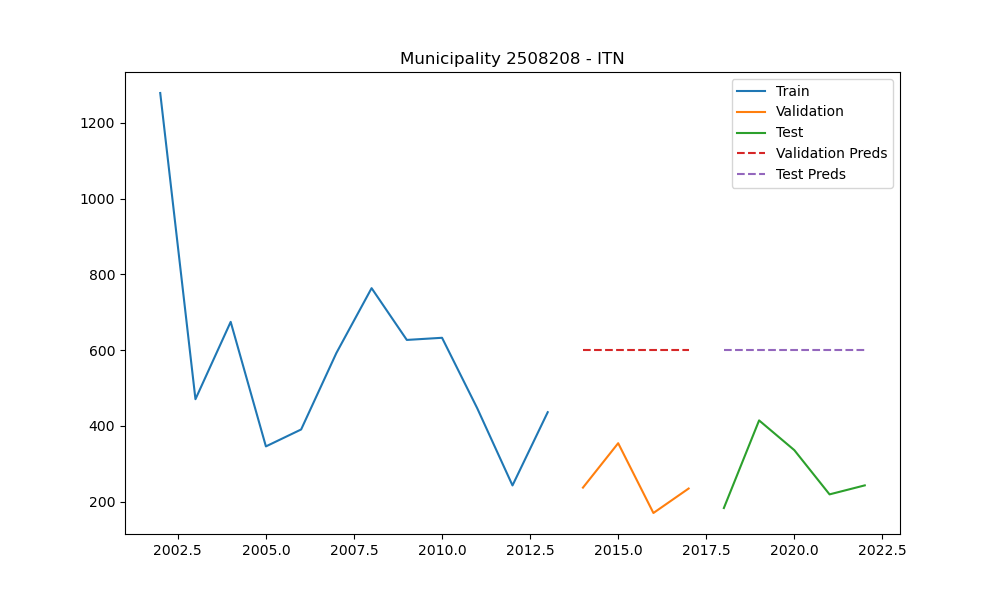 Municipality 2508208 - ITN
Train
Validation
Test
Validation Preds
Test Preds
1200
1000
800
600
400
200
2002.5 2005.0 2007.5 2010.0 2012.5 2015.0 2017.5 2020.0 2022.5